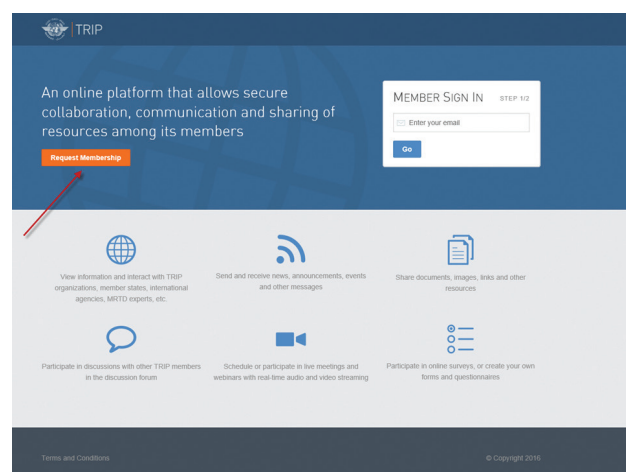 TRIP
An online platform that allows secure
collaboration, communication and sharing of
resources among its members
Request Membership
MEMBER SIGN IN STEP 1/2
Enter your email
Go
View information and interact with TRIP
organizations, member states, international
agencies, MRTD experts, etc.
Send and receive news, announcements, events
and other messages
Share documents, images, links and other
resources
Participate in discussions with other TRIP members
in the discussion forum
Schedule or participate in live meetings and
webinars with real-time audio and video streaming
Participate in online surveys, or create your own
forms and questionnaires
Terms and Conditions
© Copyright 2016